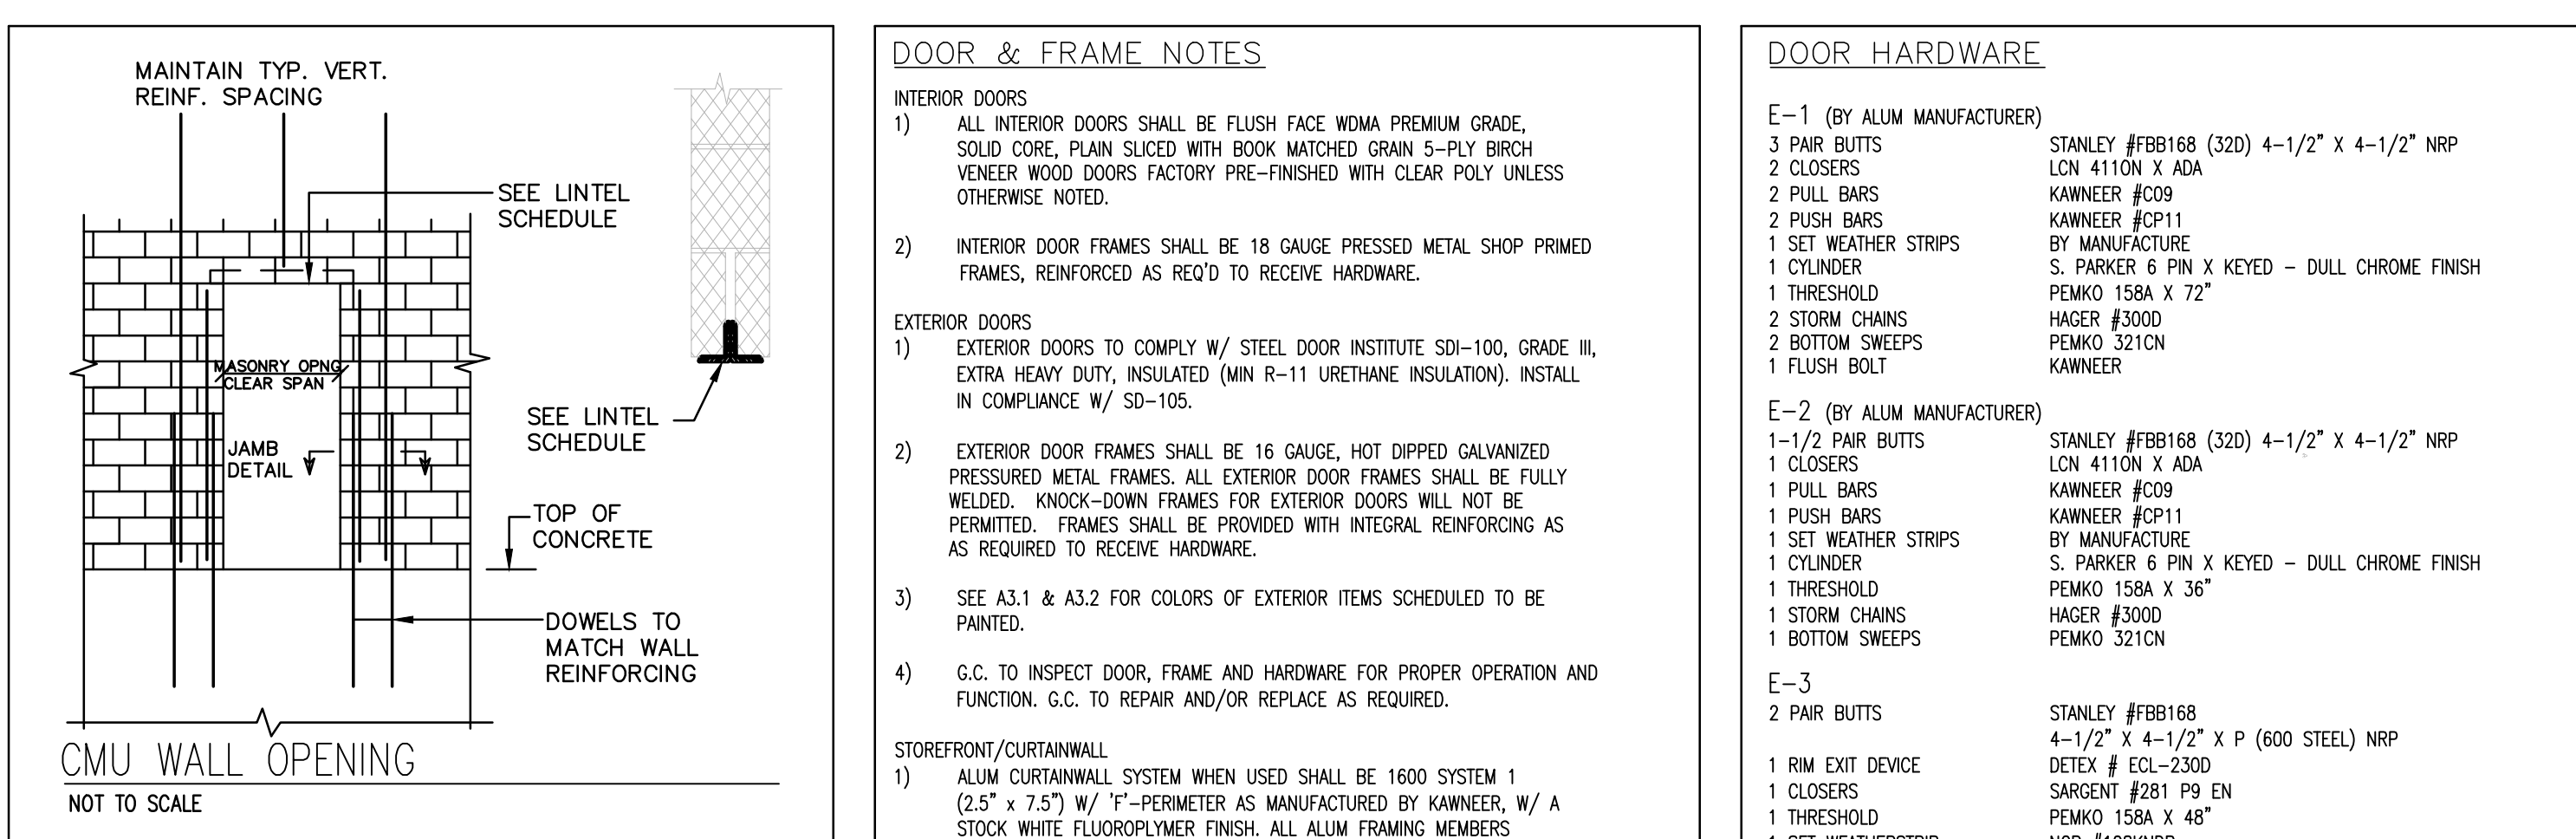 MAINTAIN TYP. VERT.
REINF. SPACING
SEE LINTEL
SCHEDULE
MASONRY OPNG
CLEAR SPAN
SEE LINTEL
SCHEDULE
JAMB
DETAIL
TOP OF
CONCRETE
DOWELS TO
MATCH WALL
REINFORCING
CMU WALL OPENING
NOT TO SCALE
DOOR & FRAME NOTES
INTERIOR DOORS
1) ALL INTERIOR DOORS SHALL BE FLUSH FACE WDMA PREMIUM GRADE,
SOLID CORE, PLAIN SLICED WITH BOOK MATCHED GRAIN 5-PLY BIRCH
VENEER WOOD DOORS FACTORY PRE-FINISHED WITH CLEAR POLY UNLESS
OTHERWISE NOTED.
2) INTERIOR DOOR FRAMES SHALL BE 18 GAUGE PRESSED METAL SHOP PRIMED
FRAMES, REINFORCED AS REQ'D TO RECEIVE HARDWARE.
EXTERIOR DOORS
1) EXTERIOR DOORS TO COMPLY W/ STEEL DOOR INSTITUTE SDI-100, GRADE III,
EXTRA HEAVY DUTY, INSULATED (MIN R-11 URETHANE INSULATION). INSTALL
IN COMPLIANCE W/ SD-105.
2) EXTERIOR DOOR FRAMES SHALL BE 16 GAUGE, HOT DIPPED GALVANIZED
PRESSURED METAL FRAMES. ALL EXTERIOR DOOR FRAMES SHALL BE FULLY
WELDED. KNOCK-DOWN FRAMES FOR EXTERIOR DOORS WILL NOT BE
PERMITTED. FRAMES SHALL BE PROVIDED WITH INTEGRAL REINFORCING AS
AS REQUIRED TO RECEIVE HARDWARE.
3) SEE A3.1 & A3.2 FOR COLORS OF EXTERIOR ITEMS SCHEDULED TO BE
PAINTED.
4) G.C. TO INSPECT DOOR, FRAME AND HARDWARE FOR PROPER OPERATION AND
FUNCTION. G.C. TO REPAIR AND/OR REPLACE AS REQUIRED.
STOREFRONT/CURTAINWALL
1) ALUM CURTAINWALL SYSTEM WHEN USED SHALL BE 1600 SYSTEM 1
(2.5" x 7.5") W/ 'F'-PERIMETER AS MANUFACTURED BY KAWNEER, W/ A
STOCK WHITE FLUOROPLYMER FINISH. ALL ALUM FRAMING MEMBERS
DOOR HARDWARE
E-1 (BY ALUM MANUFACTURER)
3 PAIR BUTTS STANLEY #FBB168 (32D) 4-1/2" X 4-1/2" NRP
2 CLOSERS LCN 4110N X ADA
2 PULL BARS KAWNEER #C09
2 PUSH BARS KAWNEER #CP11
1 SET WEATHER STRIPS BY MANUFACTURE
1 CYLINDER S. PARKER 6 PIN X KEYED - DULL CHROME FINISH
1 THRESHOLD PEMKO 158A X 72"
2 STORM CHAINS HAGER #300D
2 BOTTOM SWEEPS PEMKO 321CN
1 FLUSH BOLT KAWNEER
E-2 (BY ALUM MANUFACTURER)
1-1/2 PAIR BUTTS STANLEY #FBB168 (32D) 4-1/2" X 4-1/2" NRP
1 CLOSERS LCN 4110N X ADA
1 PULL BARS KAWNEER #C09
1 PUSH BARS KAWNEER #CP11
1 SET WEATHER STRIPS BY MANUFACTURE
1 CYLINDER S. PARKER 6 PIN X KEYED - DULL CHROME FINISH
1 THRESHOLD PEMKO 158A X 36"
1 STORM CHAINS HAGER #300D
1 BOTTOM SWEEPS PEMKO 321CN
E-3
2 PAIR BUTTS STANLEY #FBB168
4-1/2" X 4-1/2" X P (600 STEEL) NRP
1 RIM EXIT DEVICE DETEX # ECL-230D
1 CLOSERS SARGENT #281 P9 EN
1 THRESHOLD PEMKO 158A X 48"